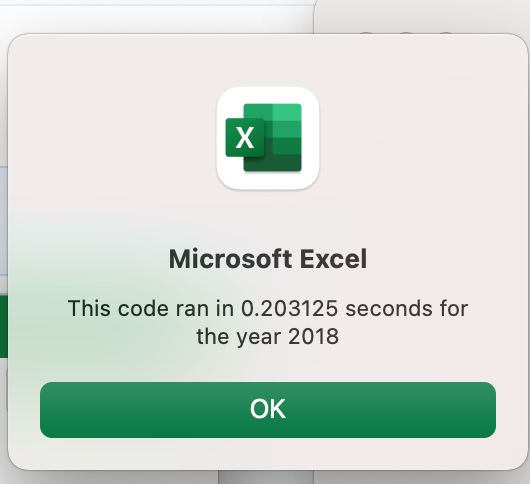 X
Microsoft Excel
This code ran in 0.203125 seconds for
the year 2018
OK